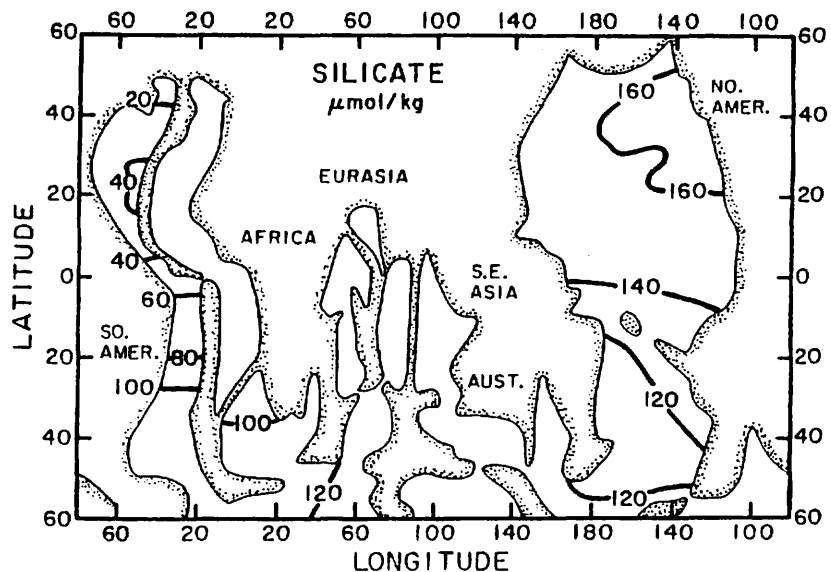 60 20 20 60 100 140 180 140 100
60 60
SILICATE
μmol/kg
20 160 NO. AMER.
40 40
EURASIA
40 160
20 20
AFRICA
40 S.E. ASIA 140
0 0
60
SO. AMER.
80
20 20
100 AUST. 120
100
40 40
120 120
60 60
60 20 20 60 100 140 180 140 100
LATITUDE
LONGITUDE